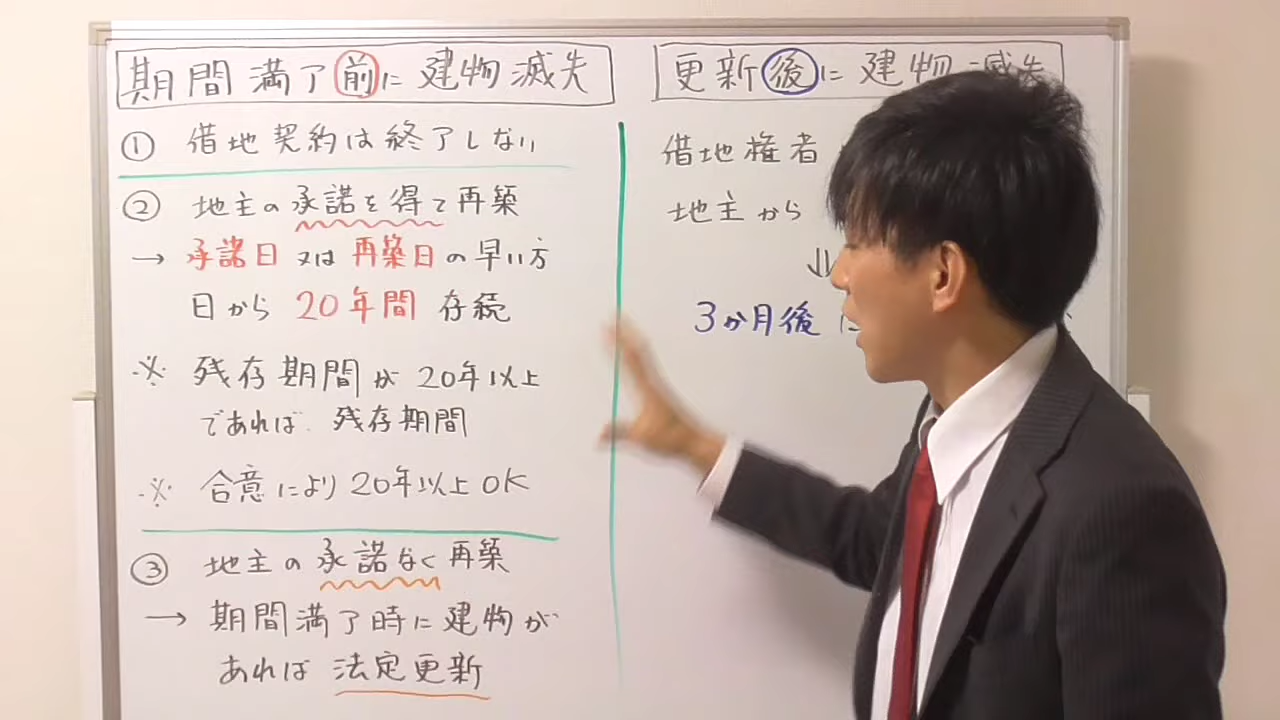 期間満了前に建物滅失
① 借地契約は終了しない
② 地主の承諾を得て再築
→ 承諾日 又は 再築日の早い方
日から 20年間 存続
※ 残存期間が 20年以上
であれば 残存期間
※ 合意により 20年以上OK
③ 地主の承諾なく再築
→ 期間満了時に建物が
あれば 法定更新
更新後に建物滅失
借地権者
地主から
⇓
3か月後に